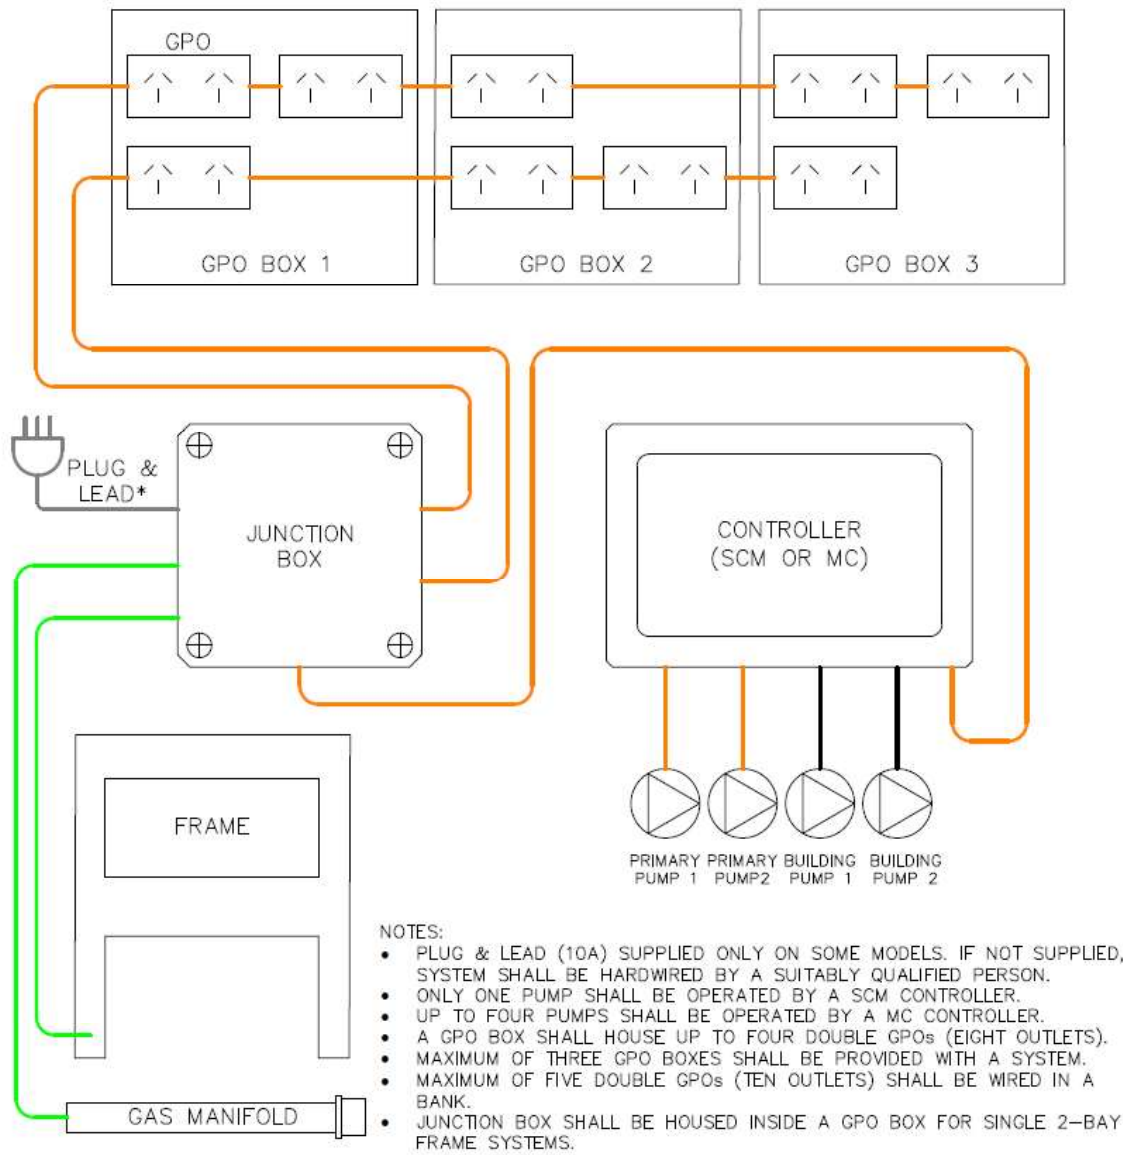 GPO
GPO BOX 1
GPO BOX 2
GPO BOX 3
PLUG &
LEAD*
JUNCTION
BOX
CONTROLLER
(SCM OR MC)
FRAME
PRIMARY
PUMP 1
PRIMARY
PUMP2
BUILDING
PUMP 1
BUILDING
PUMP 2
GAS MANIFOLD
NOTES:
• PLUG & LEAD (10A) SUPPLIED ONLY ON SOME MODELS. IF NOT SUPPLIED,
SYSTEM SHALL BE HARDWIRED BY A SUITABLY QUALIFIED PERSON.
• ONLY ONE PUMP SHALL BE OPERATED BY A SCM CONTROLLER.
• UP TO FOUR PUMPS SHALL BE OPERATED BY A MC CONTROLLER.
• A GPO BOX SHALL HOUSE UP TO FOUR DOUBLE GPOs (EIGHT OUTLETS).
• MAXIMUM OF THREE GPO BOXES SHALL BE PROVIDED WITH A SYSTEM.
• MAXIMUM OF FIVE DOUBLE GPOs (TEN OUTLETS) SHALL BE WIRED IN A
BANK.
• JUNCTION BOX SHALL BE HOUSED INSIDE A GPO BOX FOR SINGLE 2-BAY
FRAME SYSTEMS.